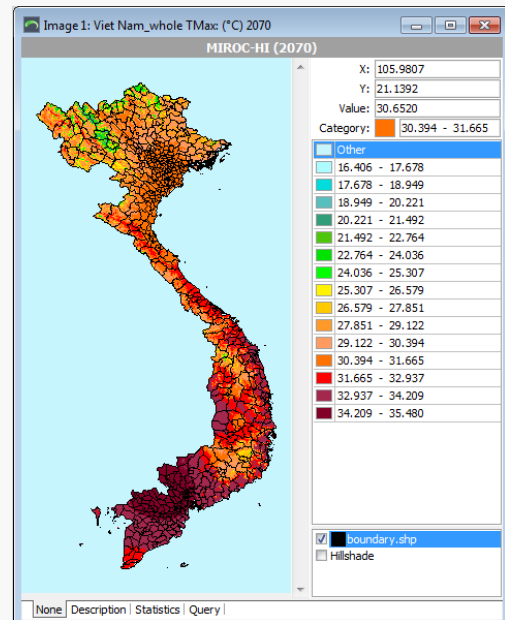 Image 1: Viet Nam_whole TMax: (°C) 2070
MIROC-HI (2070)
X: 105.9807
Y: 21.1392
Value: 30.6520
Category: 30.394 - 31.665
Other
16.406 - 17.678
17.678 - 18.949
18.949 - 20.221
20.221 - 21.492
21.492 - 22.764
22.764 - 24.036
24.036 - 25.307
25.307 - 26.579
26.579 - 27.851
27.851 - 29.122
29.122 - 30.394
30.394 - 31.665
31.665 - 32.937
32.937 - 34.209
34.209 - 35.480
boundary.shp
Hillshade
None Description Statistics Query